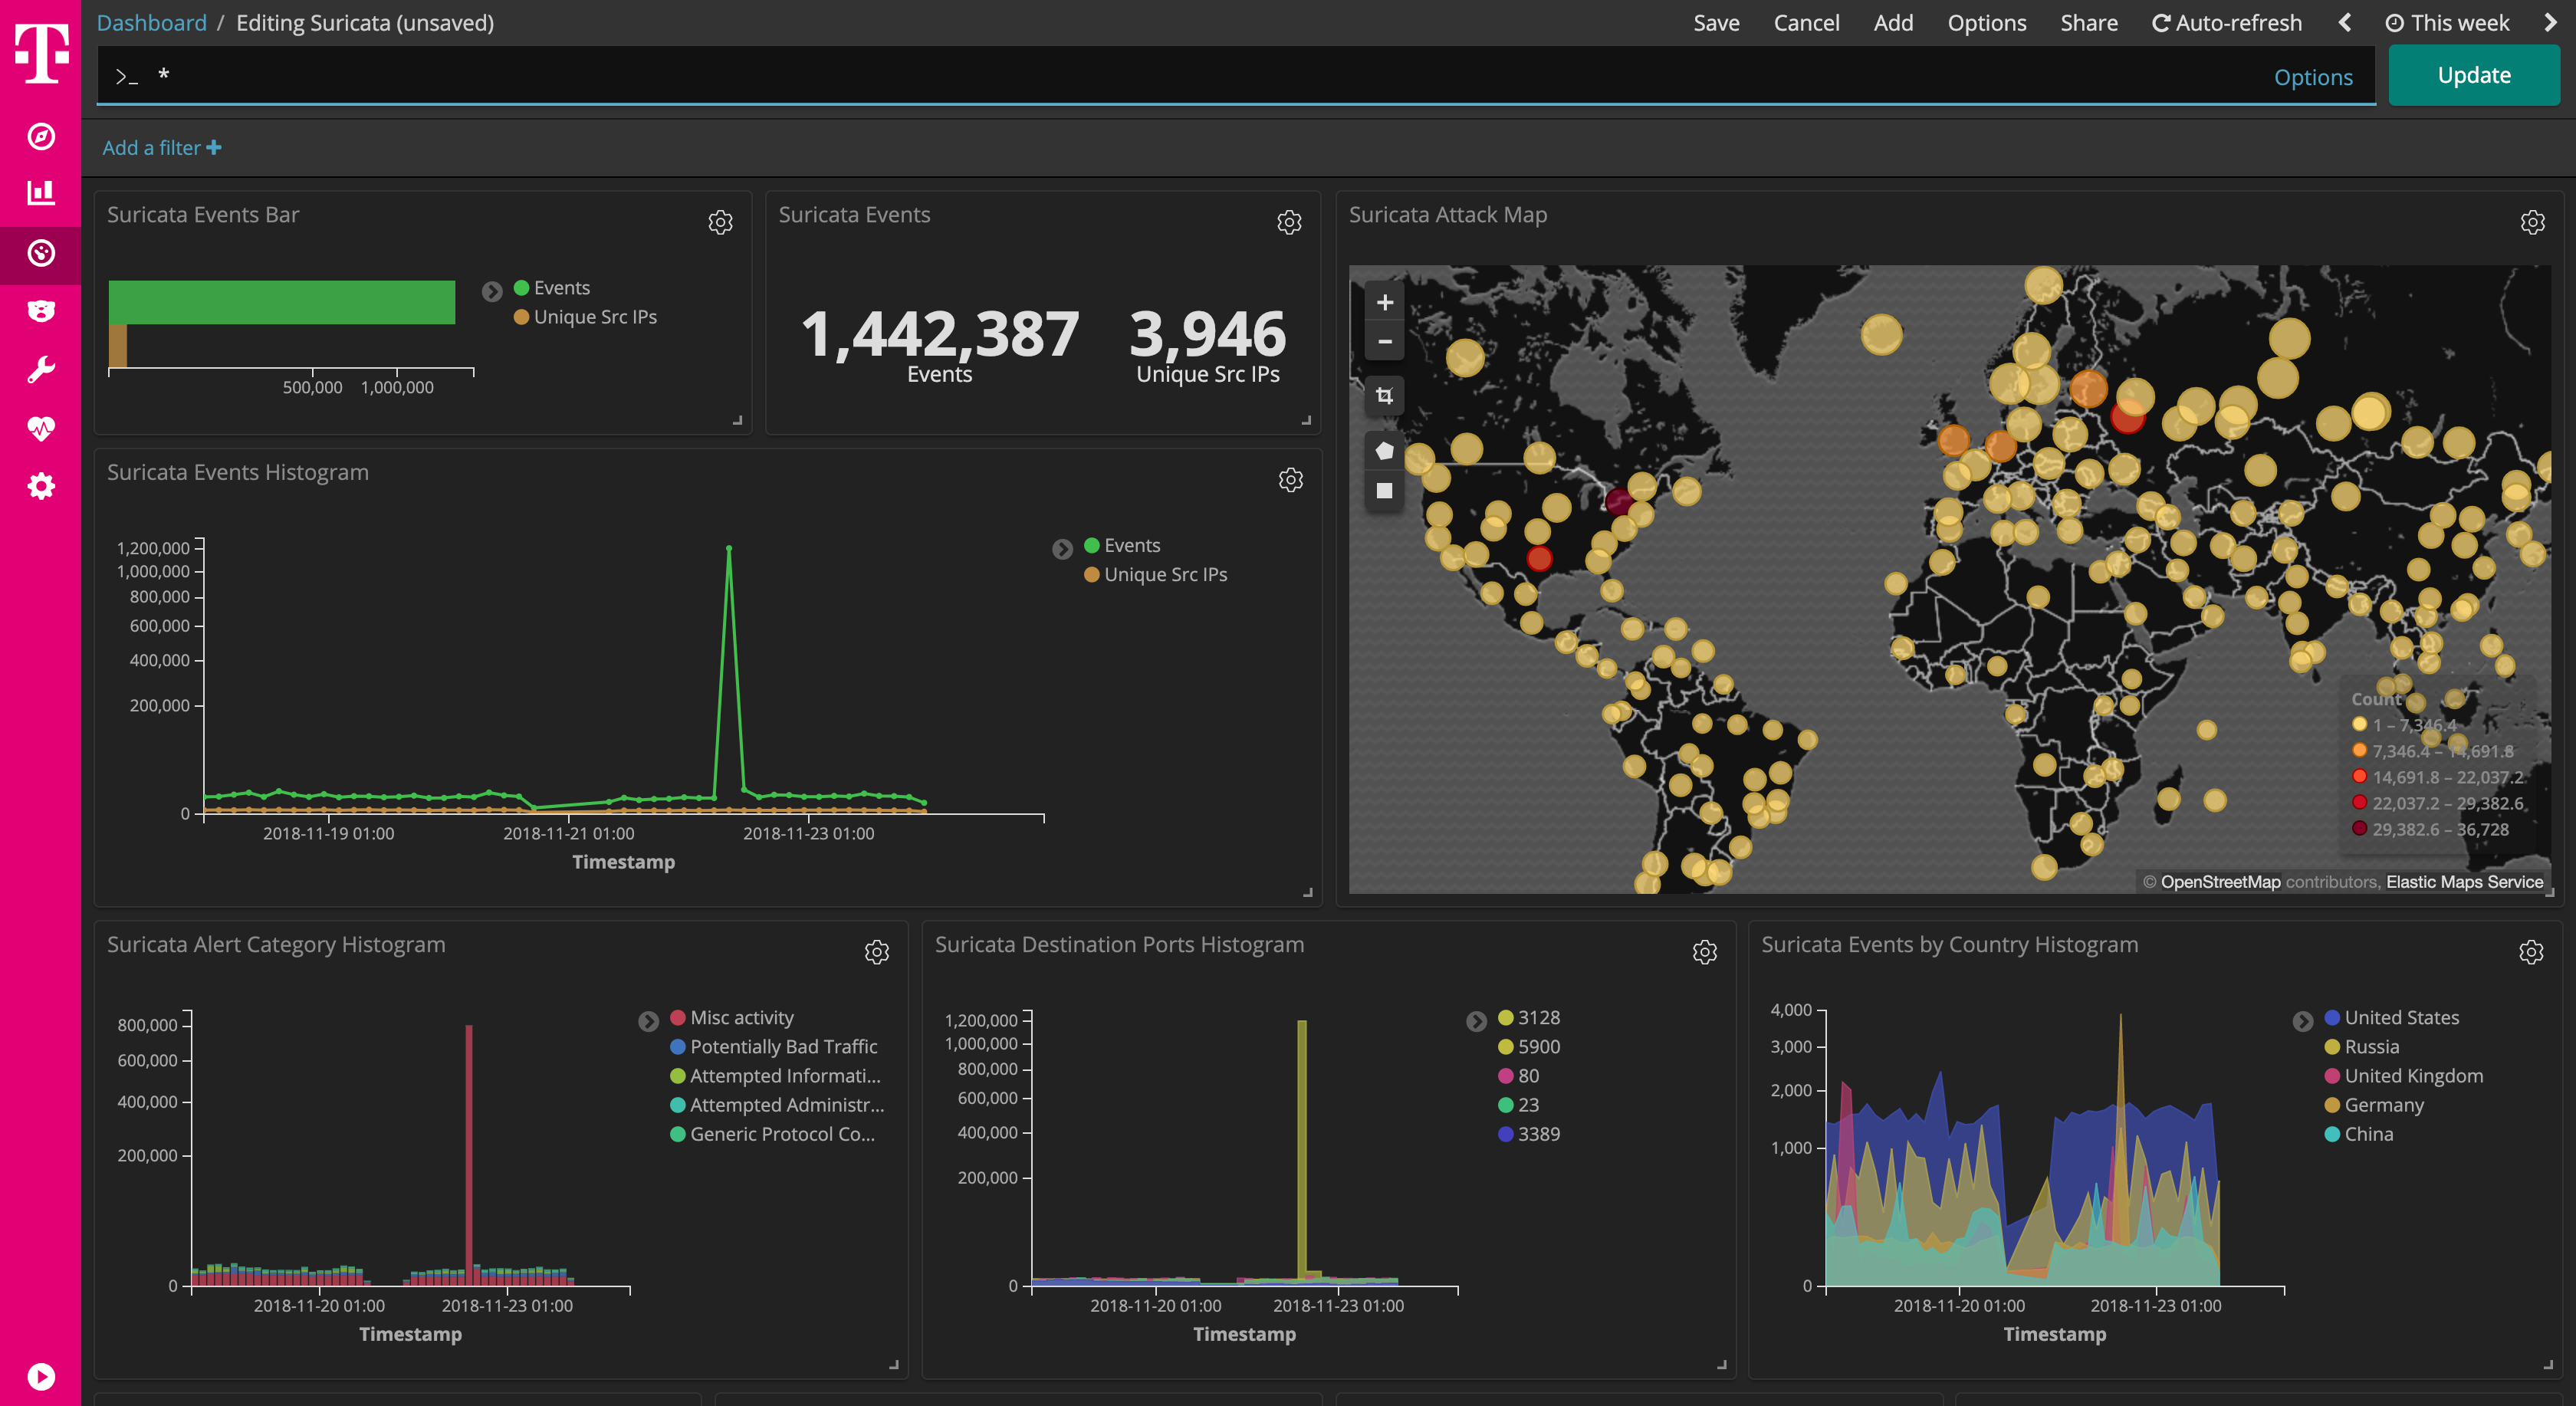 T
Dashboard / Editing Suricata (unsaved)
Save Cancel Add Options Share Auto-refresh This week
>_ * Options Update
Add a filter +
Suricata Events Bar
Events
Unique Src IPs
500,000 1,000,000
Suricata Events
1,442,387 3,946
Events Unique Src IPs
Suricata Attack Map
+
−
Count
1 – 7,346.4
7,346.4 – 14,691.8
14,691.8 – 22,037.2
22,037.2 – 29,382.6
29,382.6 – 36,728
© OpenStreetMap contributors, Elastic Maps Service
Suricata Events Histogram
1,200,000
1,000,000
800,000
600,000
400,000
200,000
0
2018-11-19 01:00 2018-11-21 01:00 2018-11-23 01:00
Timestamp
Events
Unique Src IPs
Suricata Alert Category Histogram
800,000
600,000
400,000
200,000
0
2018-11-20 01:00 2018-11-23 01:00
Timestamp
Misc activity
Potentially Bad Traffic
Attempted Informati...
Attempted Administr...
Generic Protocol Co...
Suricata Destination Ports Histogram
1,200,000
1,000,000
800,000
600,000
400,000
200,000
0
2018-11-20 01:00 2018-11-23 01:00
Timestamp
3128
5900
80
23
3389
Suricata Events by Country Histogram
4,000
3,000
2,000
1,000
0
2018-11-20 01:00 2018-11-23 01:00
Timestamp
United States
Russia
United Kingdom
Germany
China